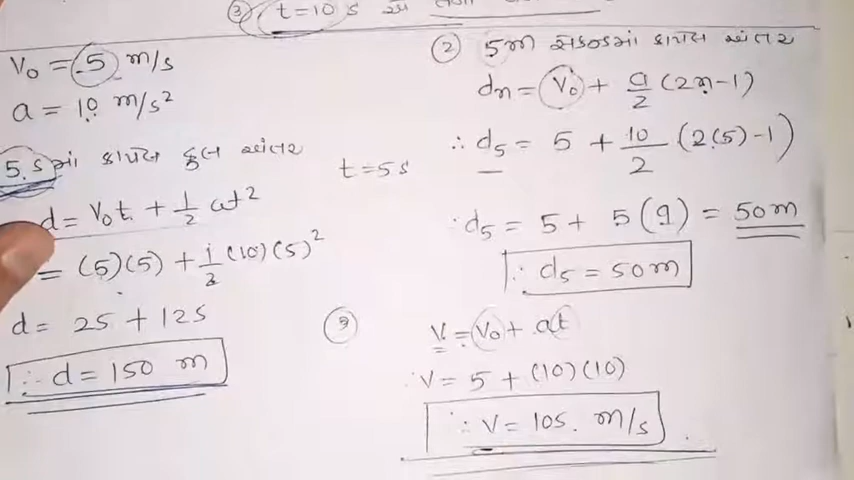 ③ t=10 s એ
V₀ = 5 m/s
a = 10 m/s²
5 s માં કાપેલ કુલ અંતર
t = 5 s
d = V₀t + 1/2 at²
= (5)(5) + 1/2 (10)(5)²
d = 25 + 125
∴ d = 150 m
② 5m સેકન્ડમાં કાપેલ અંતર
dn = V₀ + a/2 (2n-1)
∴ d₅ = 5 + 10/2 (2(5)-1)
∴ d₅ = 5 + 5(9) = 50m
∴ d₅ = 50m
③ V = V₀ + at
∴ V = 5 + (10)(10)
∴ V = 105. m/s